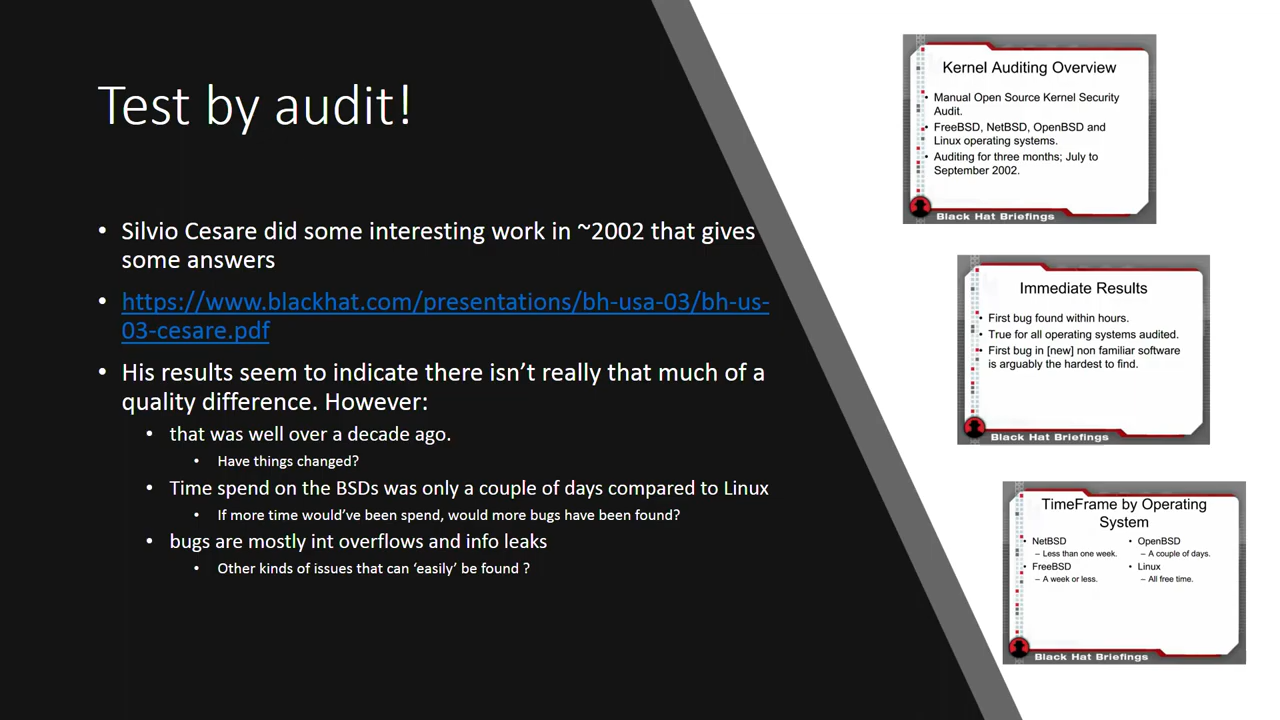 Test by audit!
• Silvio Cesare did some interesting work in ~2002 that gives
some answers
• https://www.blackhat.com/presentations/bh-usa-03/bh-us-
03-cesare.pdf
• His results seem to indicate there isn't really that much of a
quality difference. However:
• that was well over a decade ago.
• Have things changed?
• Time spend on the BSDs was only a couple of days compared to Linux
• If more time would've been spend, would more bugs have been found?
• bugs are mostly int overflows and info leaks
• Other kinds of issues that can 'easily' be found ?
Kernel Auditing Overview
• Manual Open Source Kernel Security
Audit.
• FreeBSD, NetBSD, OpenBSD and
Linux operating systems.
• Auditing for three months; July to
September 2002.
Black Hat Briefings
Immediate Results
• First bug found within hours.
• True for all operating systems audited.
• First bug in [new] non familiar software
is arguably the hardest to find.
Black Hat Briefings
TimeFrame by Operating
System
• NetBSD
– Less than one week.
• FreeBSD
– A week or less.
• OpenBSD
– A couple of days.
• Linux
– All free time.
Black Hat Briefings